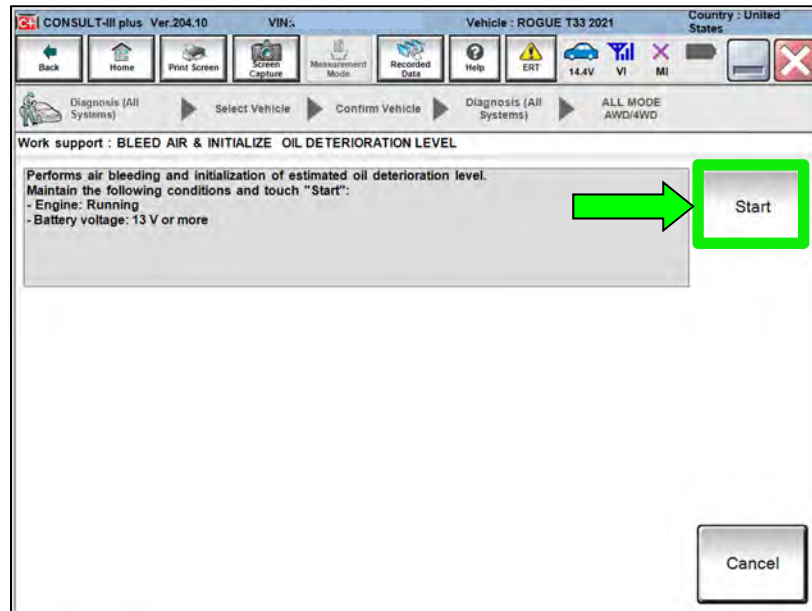 CONSULT-III plus Ver.204.10 VIN: Vehicle : ROGUE T33 2021 Country : United States
Back Home Print Screen Screen Capture Measurement Mode Recorded Data Help ERT 14.4V VI MI
Diagnosis (All Systems) Select Vehicle Confirm Vehicle Diagnosis (All Systems) ALL MODE AWD/4WD
Work support : BLEED AIR & INITIALIZE OIL DETERIORATION LEVEL
Performs air bleeding and initialization of estimated oil deterioration level.
Maintain the following conditions and touch "Start":
- Engine: Running
- Battery voltage: 13 V or more
Start
Cancel